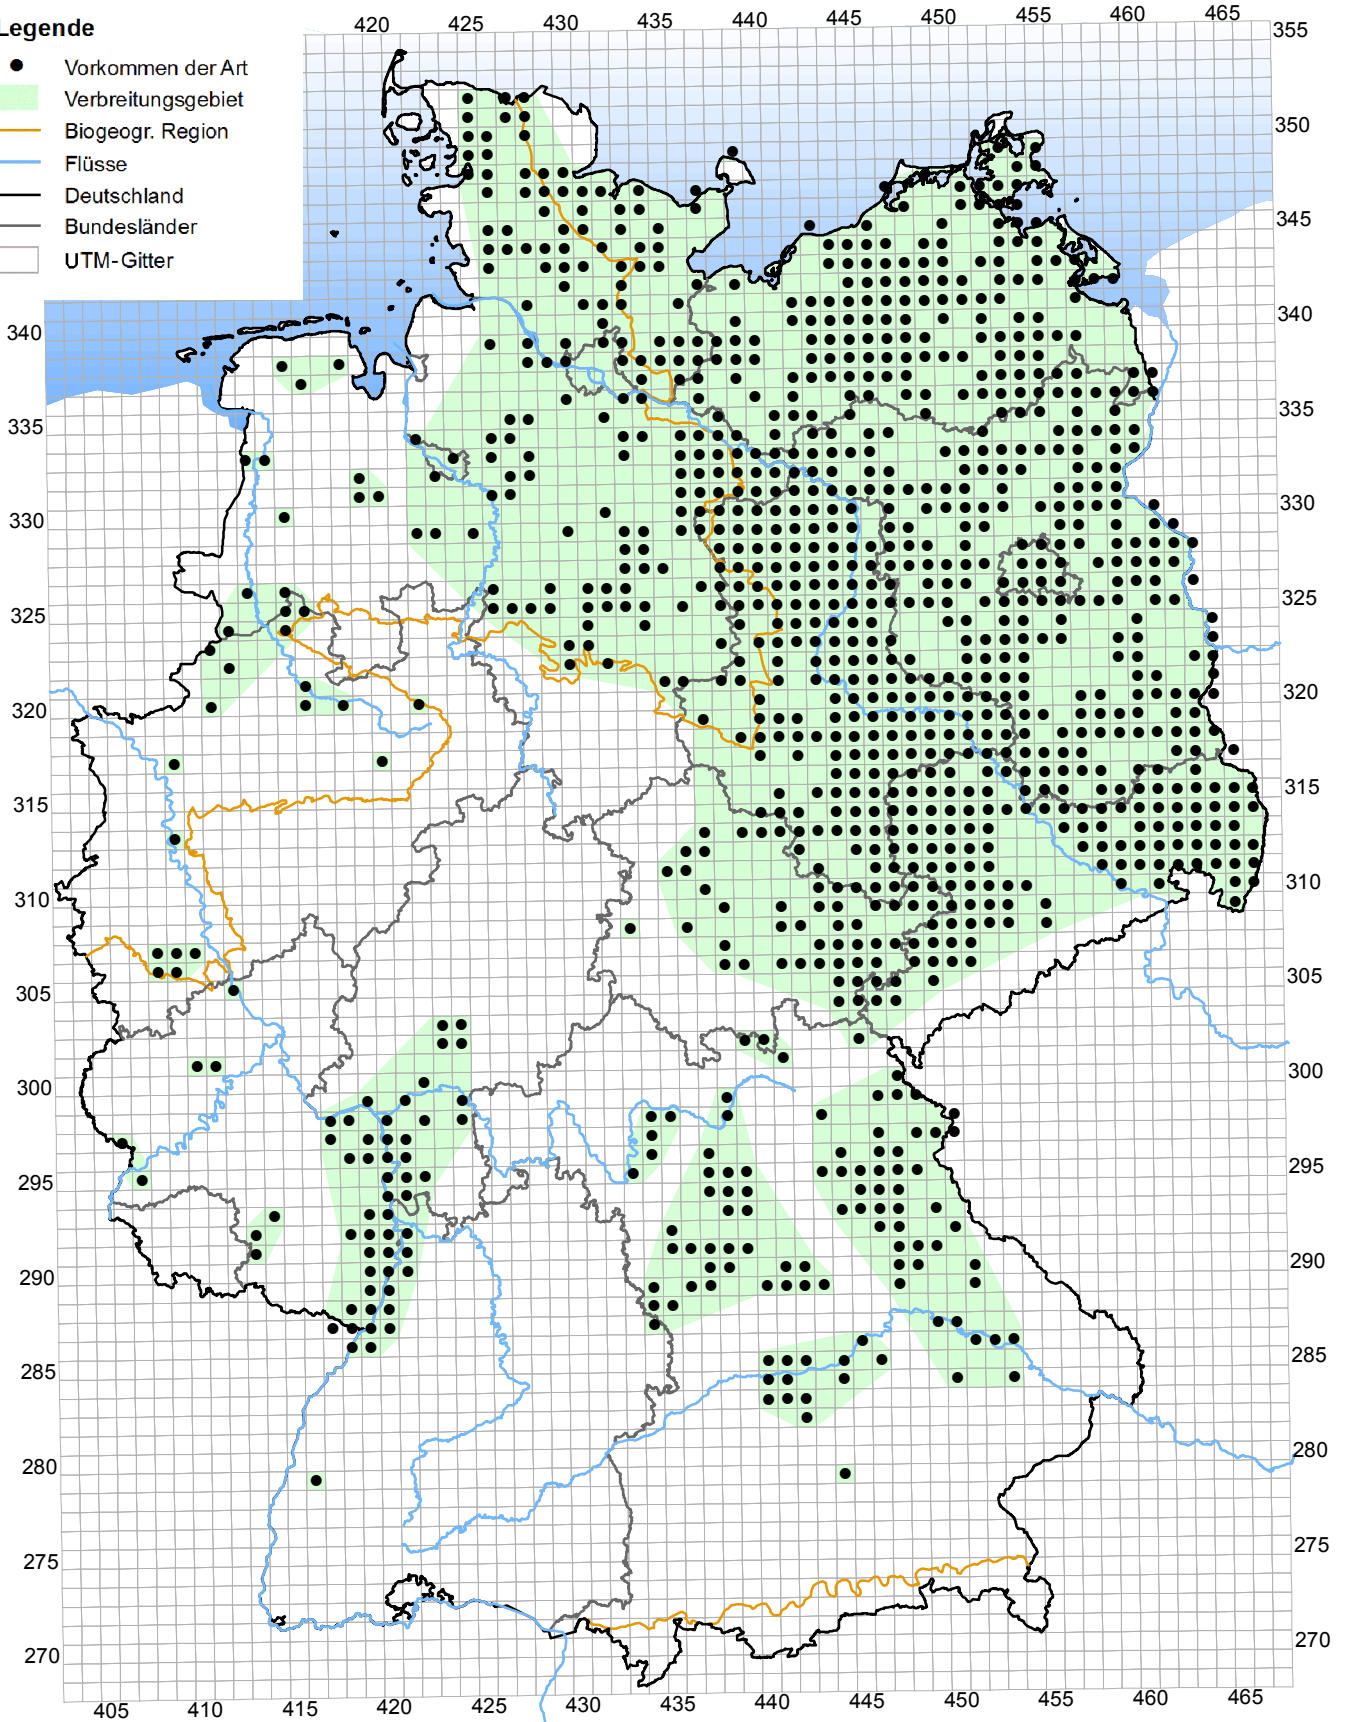 Legende
Vorkommen der Art
Verbreitungsgebiet
Biogeogr. Region
Flüsse
Deutschland
Bundesländer
UTM-Gitter
420 425 430 435 440 445 450 455 460 465
355
350
345
340 340
335 335
330 330
325 325
320 320
315 315
310 310
305 305
300 300
295 295
290 290
285 285
280 280
275 275
270 270
405 410 415 420 425 430 435 440 445 450 455 460 465